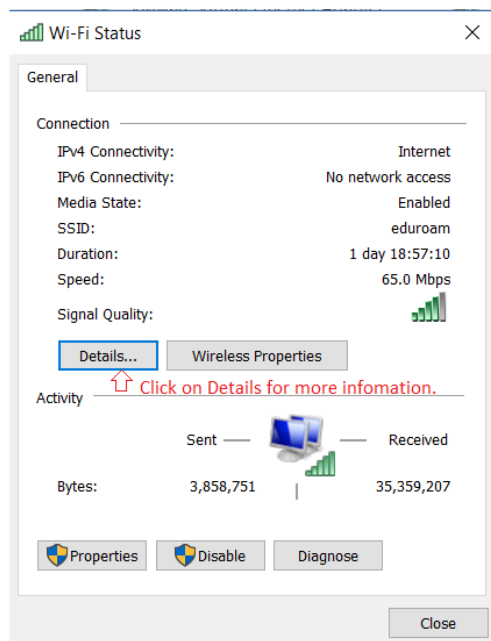 Wi-Fi Status
General
Connection
IPv4 Connectivity: Internet
IPv6 Connectivity: No network access
Media State: Enabled
SSID: eduroam
Duration: 1 day 18:57:10
Speed: 65.0 Mbps
Signal Quality:
Details... Wireless Properties
Click on Details for more infomation.
Activity
Sent Received
Bytes: 3,858,751 35,359,207
Properties Disable Diagnose
Close